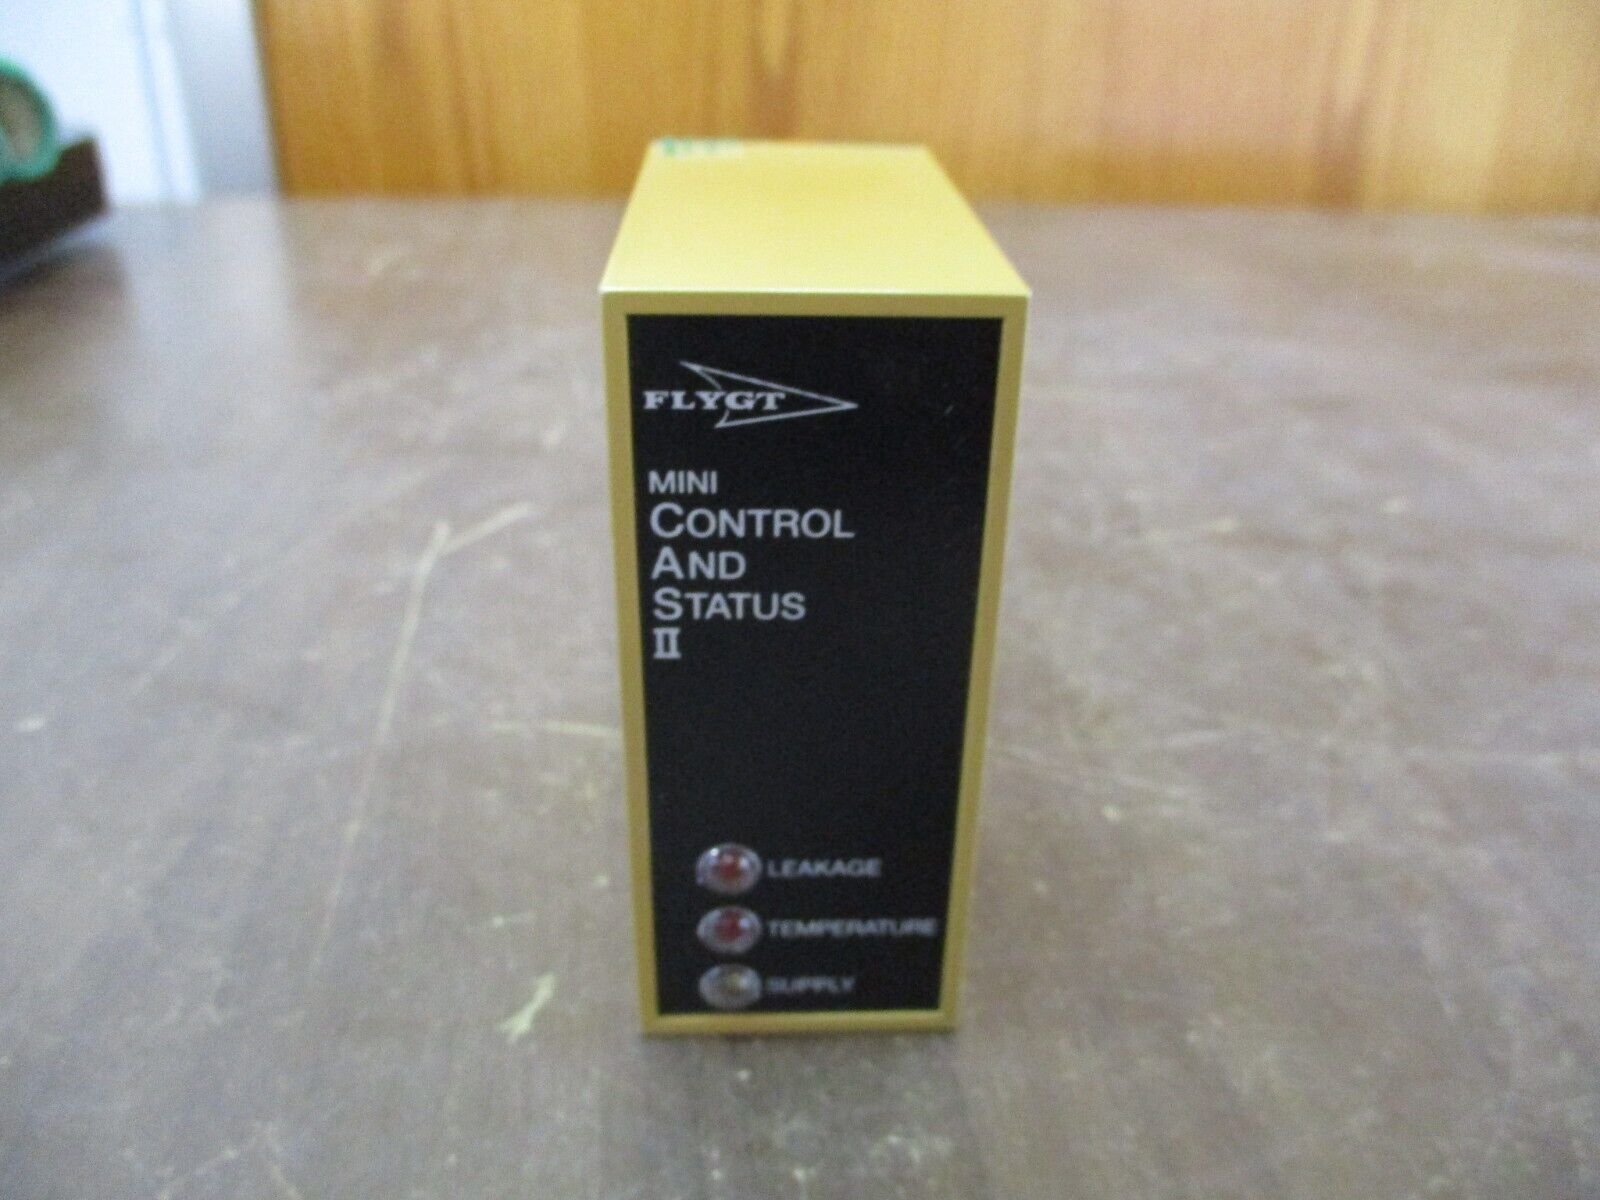 FLYGT
MINI
CONTROL
AND
STATUS
II
LEAKAGE
TEMPERATURE
SUPPLY